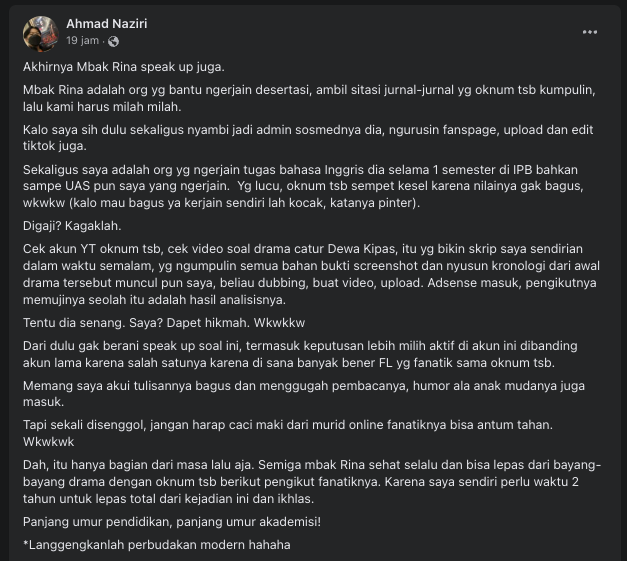 Ahmad Naziri
19 jam ·
Akhirnya Mbak Rina speak up juga.
Mbak Rina adalah org yg bantu ngerjain desertasi, ambil sitasi jurnal-jurnal yg oknum tsb kumpulin,
lalu kami harus milah milah.
Kalo saya sih dulu sekaligus nyambi jadi admin sosmednya dia, ngurusin fanspage, upload dan edit
tiktok juga.
Sekaligus saya adalah org yg ngerjain tugas bahasa Inggris dia selama 1 semester di IPB bahkan
sampe UAS pun saya yang ngerjain.  Yg lucu, oknum tsb sempet kesel karena nilainya gak bagus,
wkwkw (kalo mau bagus ya kerjain sendiri lah kocak, katanya pinter).
Digaji? Kagaklah.
Cek akun YT oknum tsb, cek video soal drama catur Dewa Kipas, itu yg bikin skrip saya sendirian
dalam waktu semalam, yg ngumpulin semua bahan bukti screenshot dan nyusun kronologi dari awal
drama tersebut muncul pun saya, beliau dubbing, buat video, upload. Adsense masuk, pengikutnya
memujinya seolah itu adalah hasil analisisnya.
Tentu dia senang. Saya? Dapet hikmah. Wkwkkw
Dari dulu gak berani speak up soal ini, termasuk keputusan lebih milih aktif di akun ini dibanding
akun lama karena salah satunya karena di sana banyak bener FL yg fanatik sama oknum tsb.
Memang saya akui tulisannya bagus dan menggugah pembacanya, humor ala anak mudanya juga
masuk.
Tapi sekali disenggol, jangan harap caci maki dari murid online fanatiknya bisa antum tahan.
Wkwkwk
Dah, itu hanya bagian dari masa lalu aja. Semiga mbak Rina sehat selalu dan bisa lepas dari bayang-
bayang drama dengan oknum tsb berikut pengikut fanatiknya. Karena saya sendiri perlu waktu 2
tahun untuk lepas total dari kejadian ini dan ikhlas.
Panjang umur pendidikan, panjang umur akademisi!
*Langgengkanlah perbudakan modern hahaha